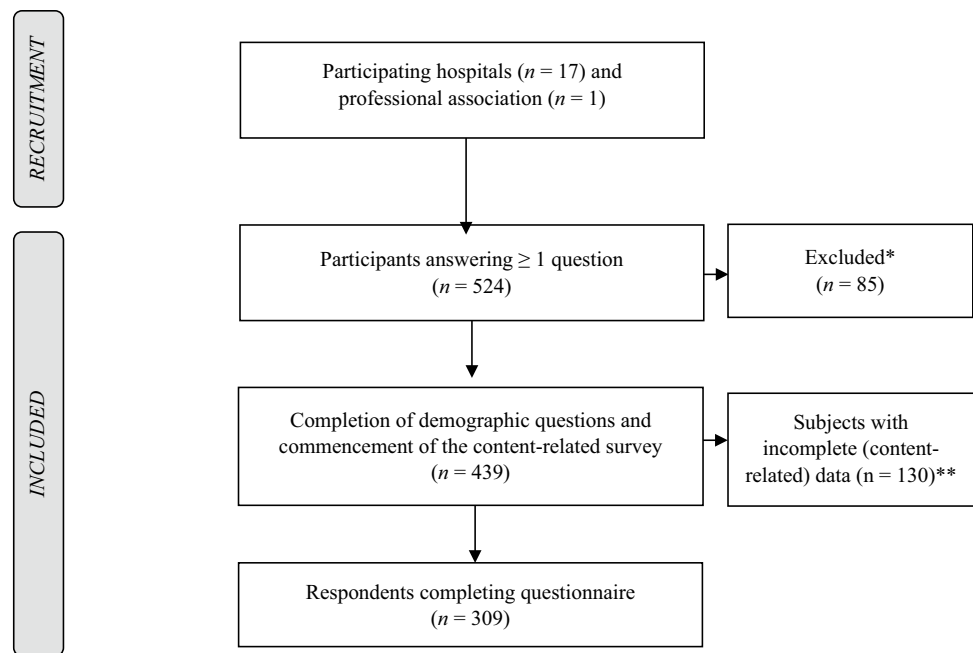 RECRUITMENT
Participating hospitals (n = 17) and
professional association (n = 1)
INCLUDED
Participants answering ≥ 1 question
(n = 524)
Excluded*
(n = 85)
Completion of demographic questions and
commencement of the content-related survey
(n = 439)
Subjects with
incomplete (content-
related) data (n = 130)**
Respondents completing questionnaire
(n = 309)